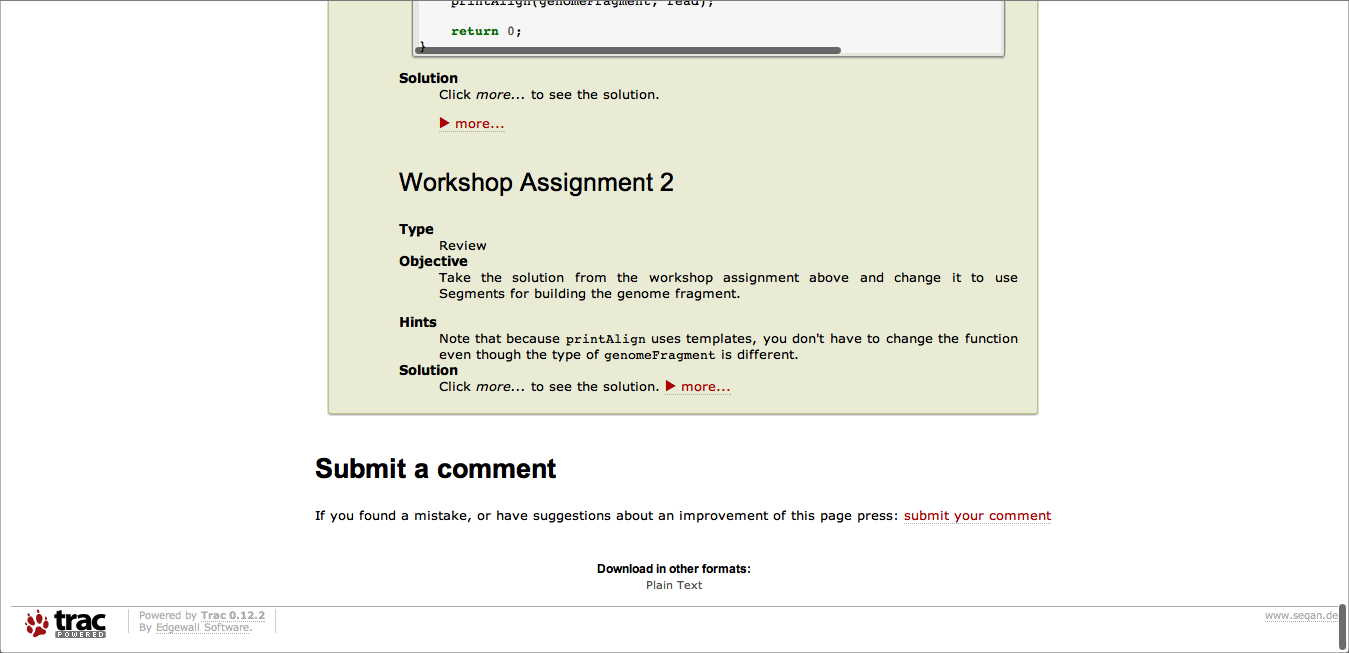 printAlign(genomeFragment, read);
return 0;
}
Solution
Click more... to see the solution.
▶ more...
Workshop Assignment 2
Type
Review
Objective
Take the solution from the workshop assignment above and change it to use
Segments for building the genome fragment.
Hints
Note that because printAlign uses templates, you don't have to change the function
even though the type of genomeFragment is different.
Solution
Click more... to see the solution. ▶ more...
Submit a comment
If you found a mistake, or have suggestions about an improvement of this page press: submit your comment
Download in other formats:
Plain Text
trac
POWERED
Powered by Trac 0.12.2
By Edgewall Software.
www.seqan.de